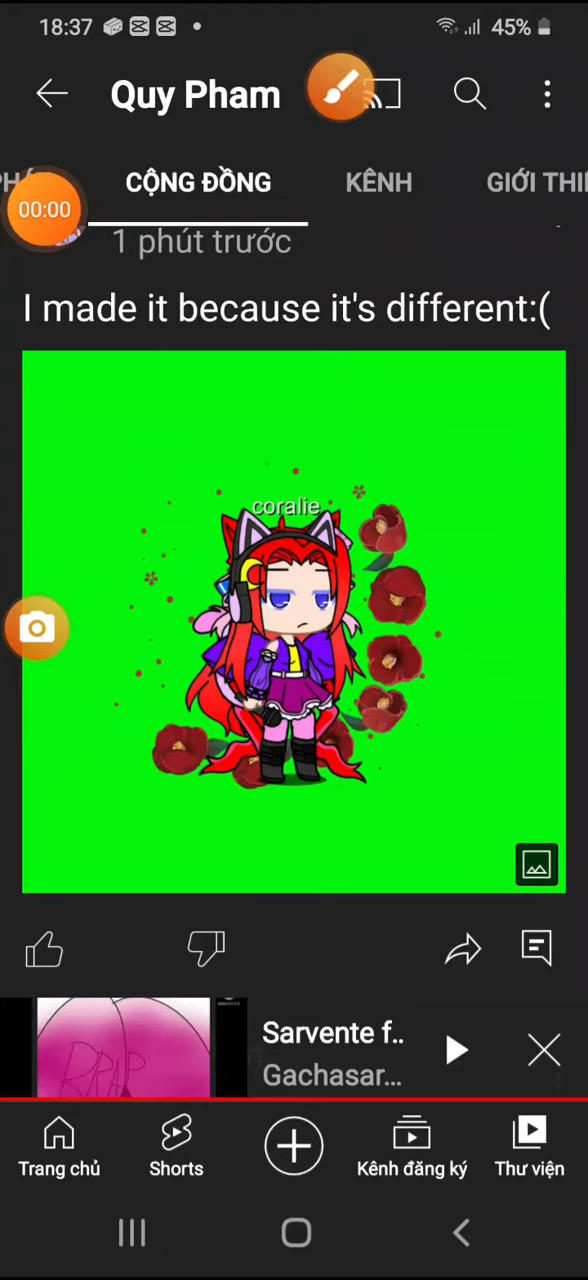 18:37
45%
Quy Pham
CỘNG ĐỒNG
KÊNH
GIỚI THI
00:00
1 phút trước
I made it because it's different:(
coralie
Sarvente f..
Gachasar...
Trang chủ
Shorts
Kênh đăng ký
Thư viện